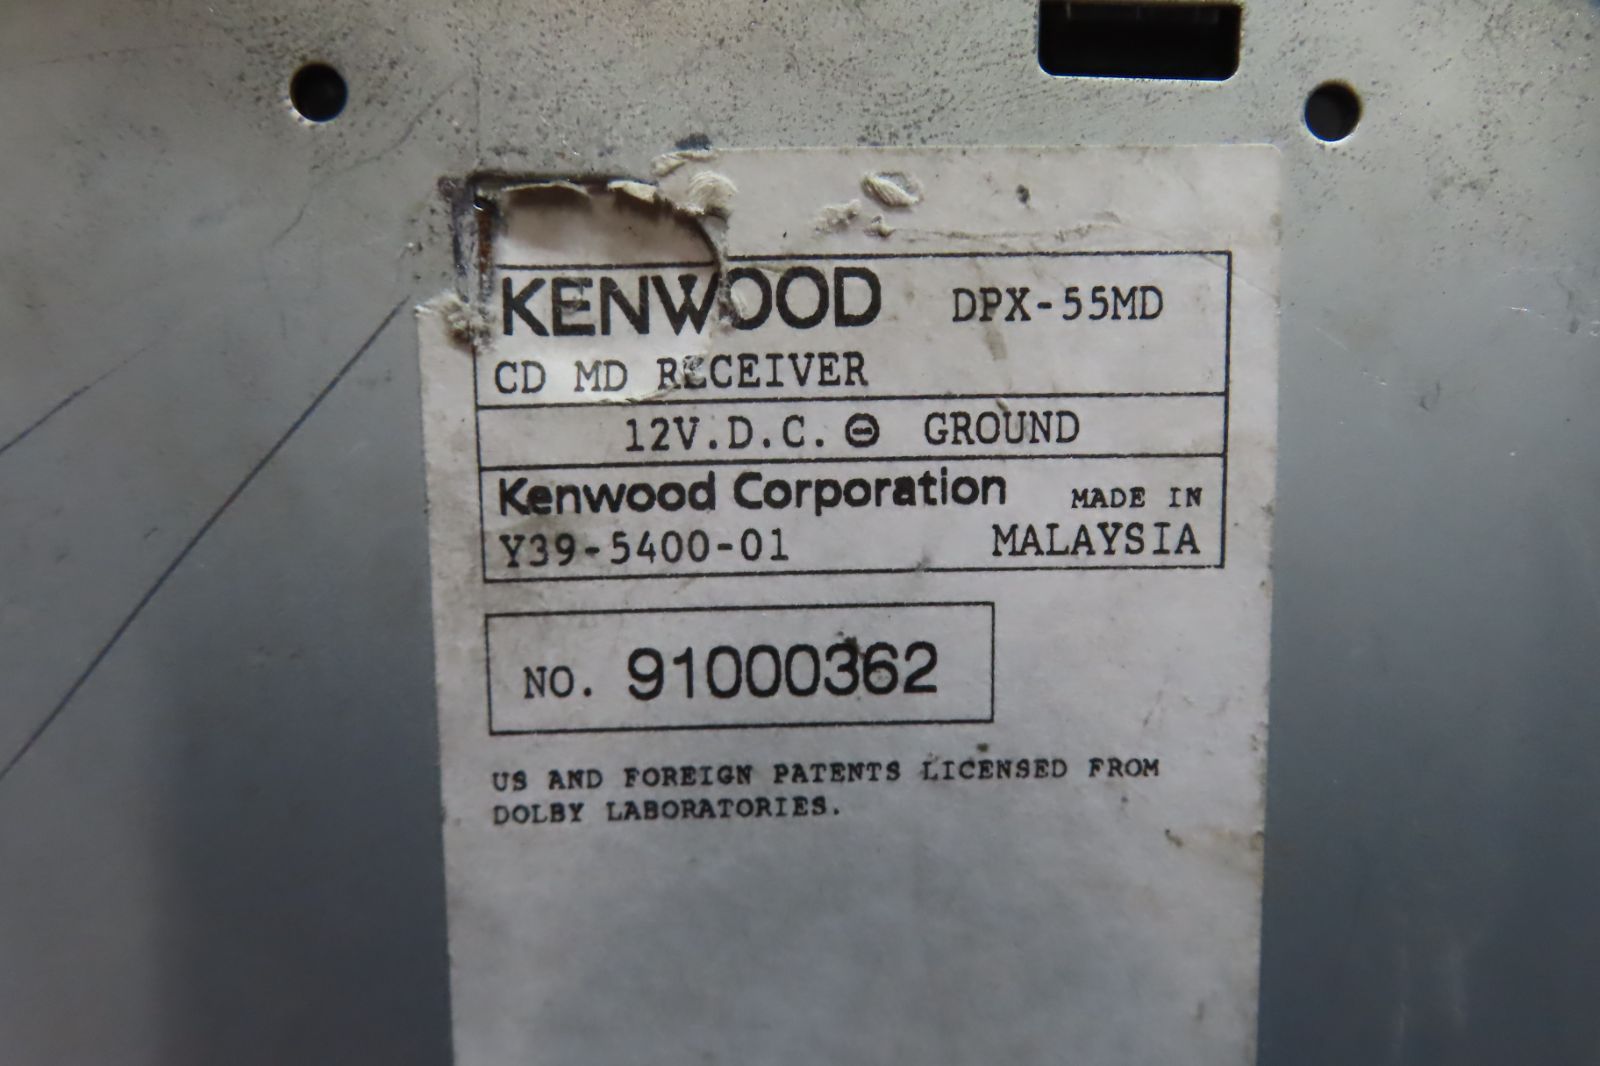 KENWOOD DPX-55MD
CD MD RECEIVER
12V.D.C. ⊖ GROUND
Kenwood Corporation MADE IN
Y39-5400-01 MALAYSIA
NO. 91000362
US AND FOREIGN PATENTS LICENSED FROM
DOLBY LABORATORIES.